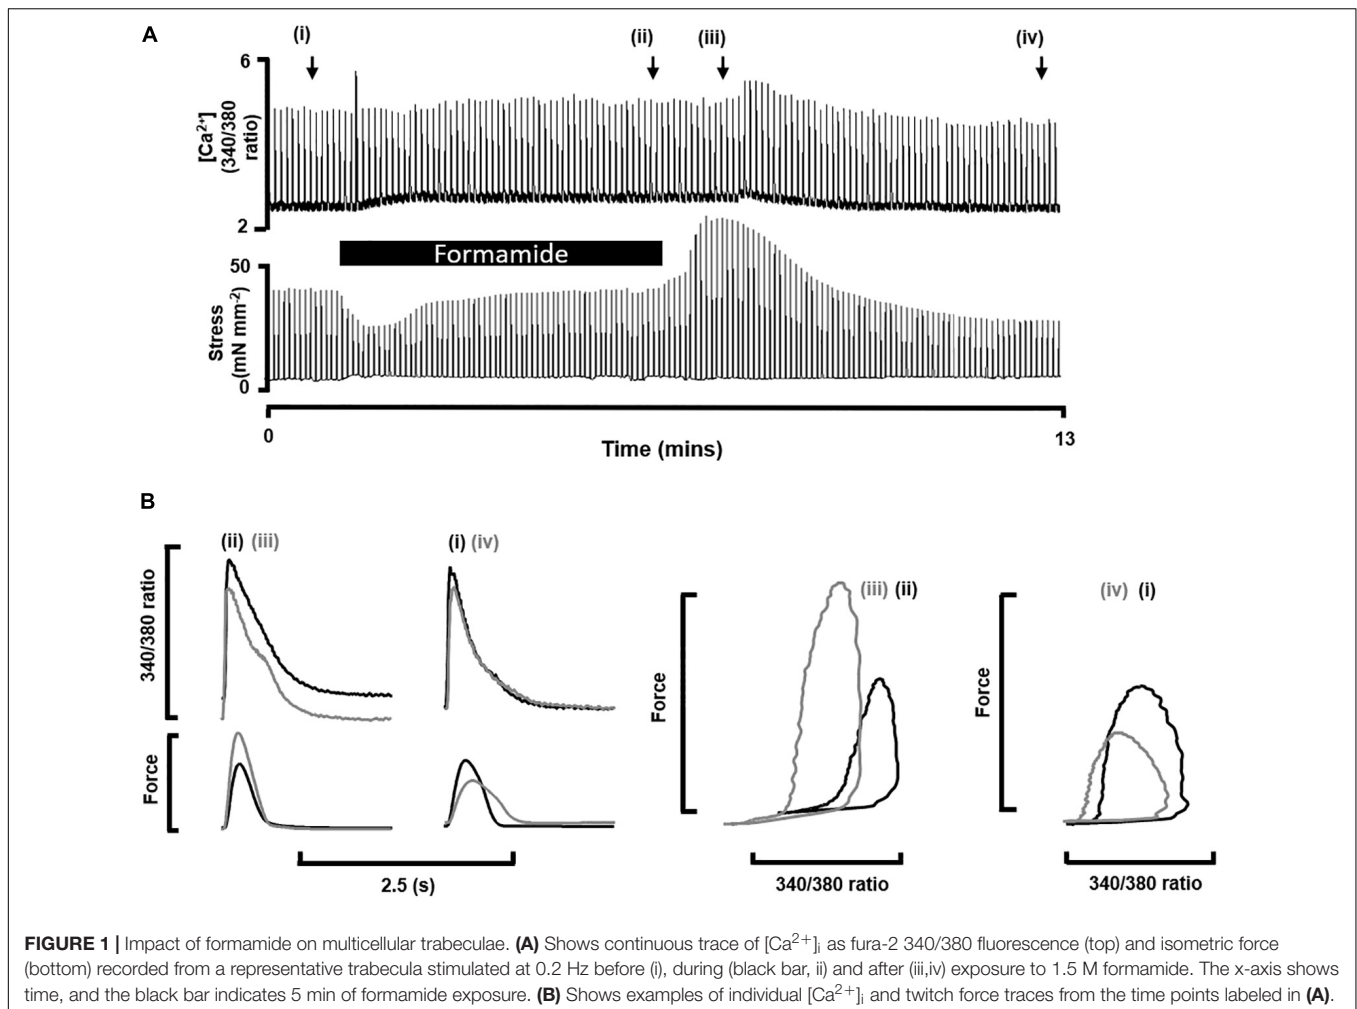 A
(i)
(ii)
(iii)
(iv)
6
[Ca2+]
(340/380
ratio)
2
Formamide
50
Stress
(mN mm-2)
0
0
Time (mins)
13
B
(ii) (iii)
(i) (iv)
340/380 ratio
Force
2.5 (s)
(iii) (ii)
Force
340/380 ratio
(iv) (i)
Force
340/380 ratio
FIGURE 1 | Impact of formamide on multicellular trabeculae. (A) Shows continuous trace of [Ca2+]i as fura-2 340/380 fluorescence (top) and isometric force
(bottom) recorded from a representative trabecula stimulated at 0.2 Hz before (i), during (black bar, ii) and after (iii,iv) exposure to 1.5 M formamide. The x-axis shows
time, and the black bar indicates 5 min of formamide exposure. (B) Shows examples of individual [Ca2+]i and twitch force traces from the time points labeled in (A).